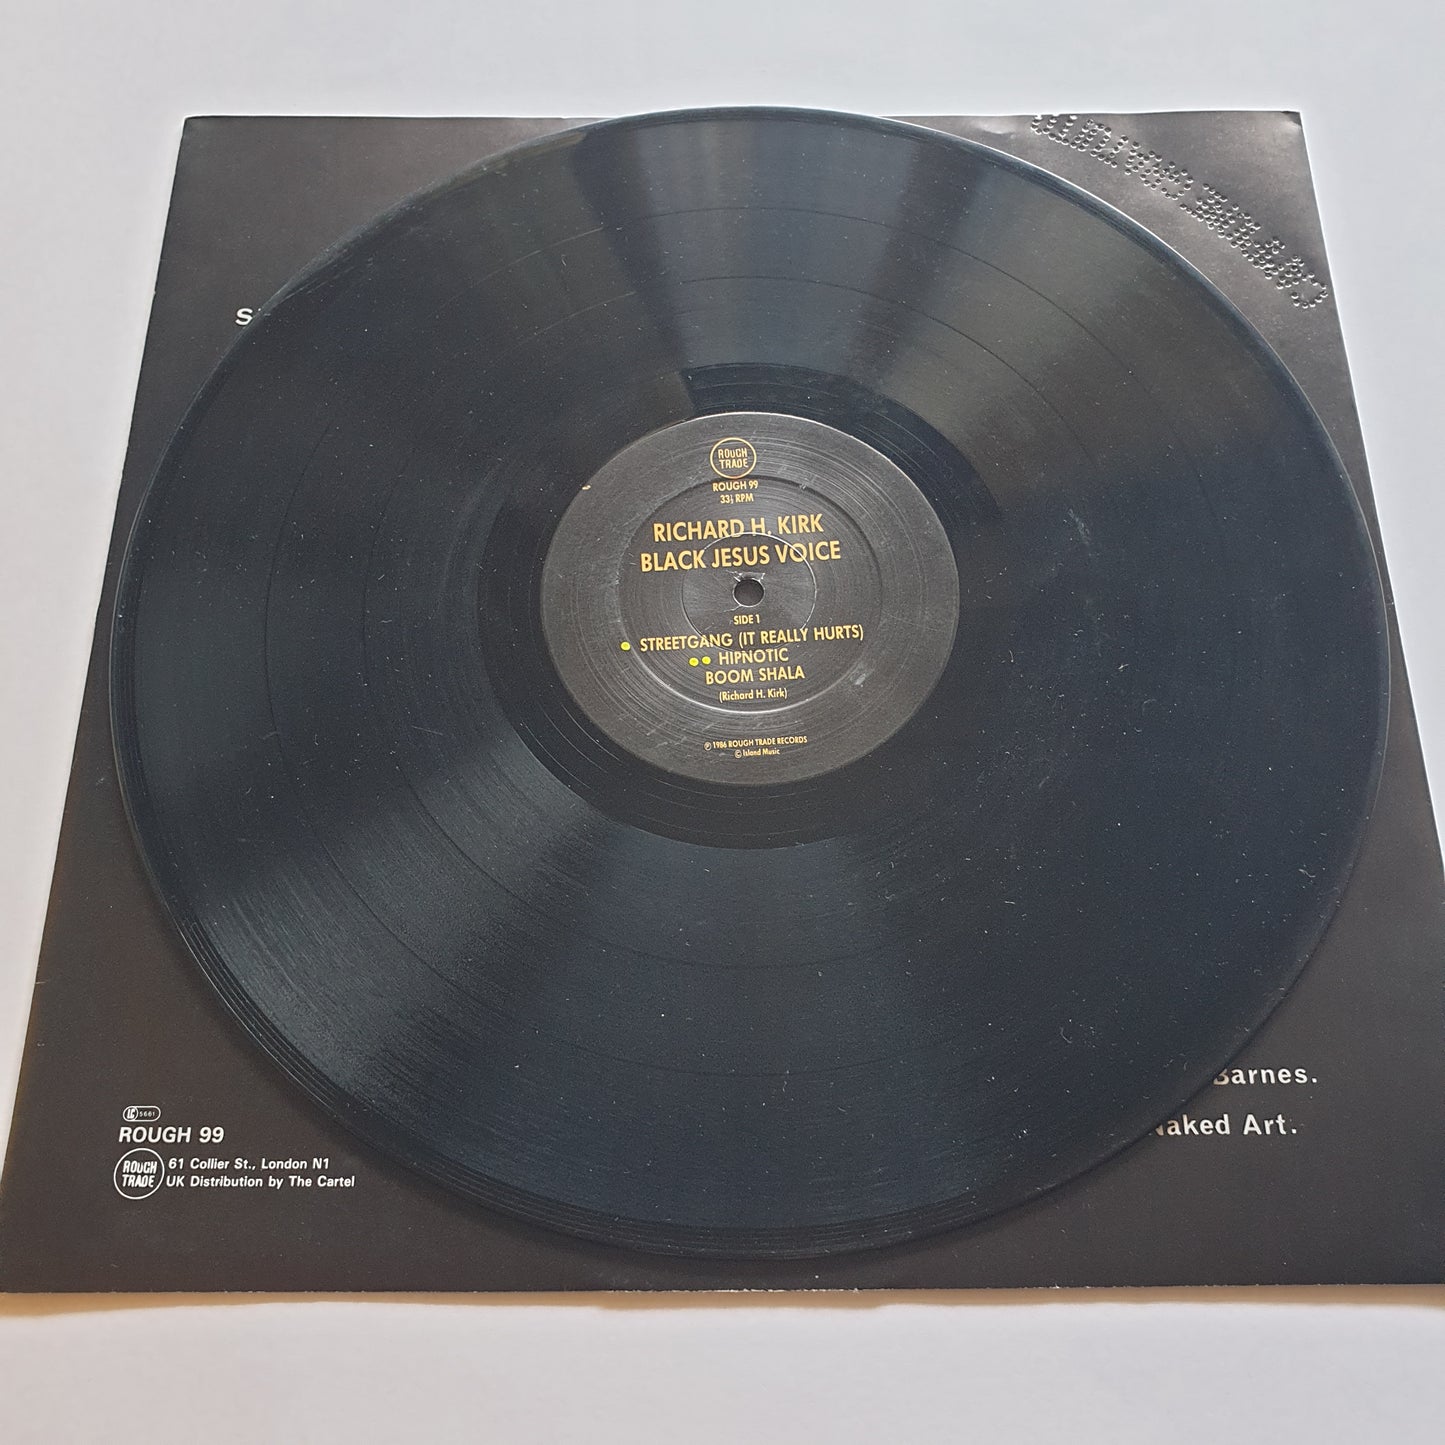 ROUGH
TRADE
ROUGH 99
33⅓ RPM
RICHARD H. KIRK
BLACK JESUS VOICE
SIDE 1
STREETGANG (IT REALLY HURTS)
HIPNOTIC
BOOM SHALA
(Richard H. Kirk)
℗ 1986 ROUGH TRADE RECORDS
© Island Music
Barnes.
Naked Art.
LC 5661
ROUGH 99
ROUGH
TRADE
61 Collier St., London N1
UK Distribution by The Cartel